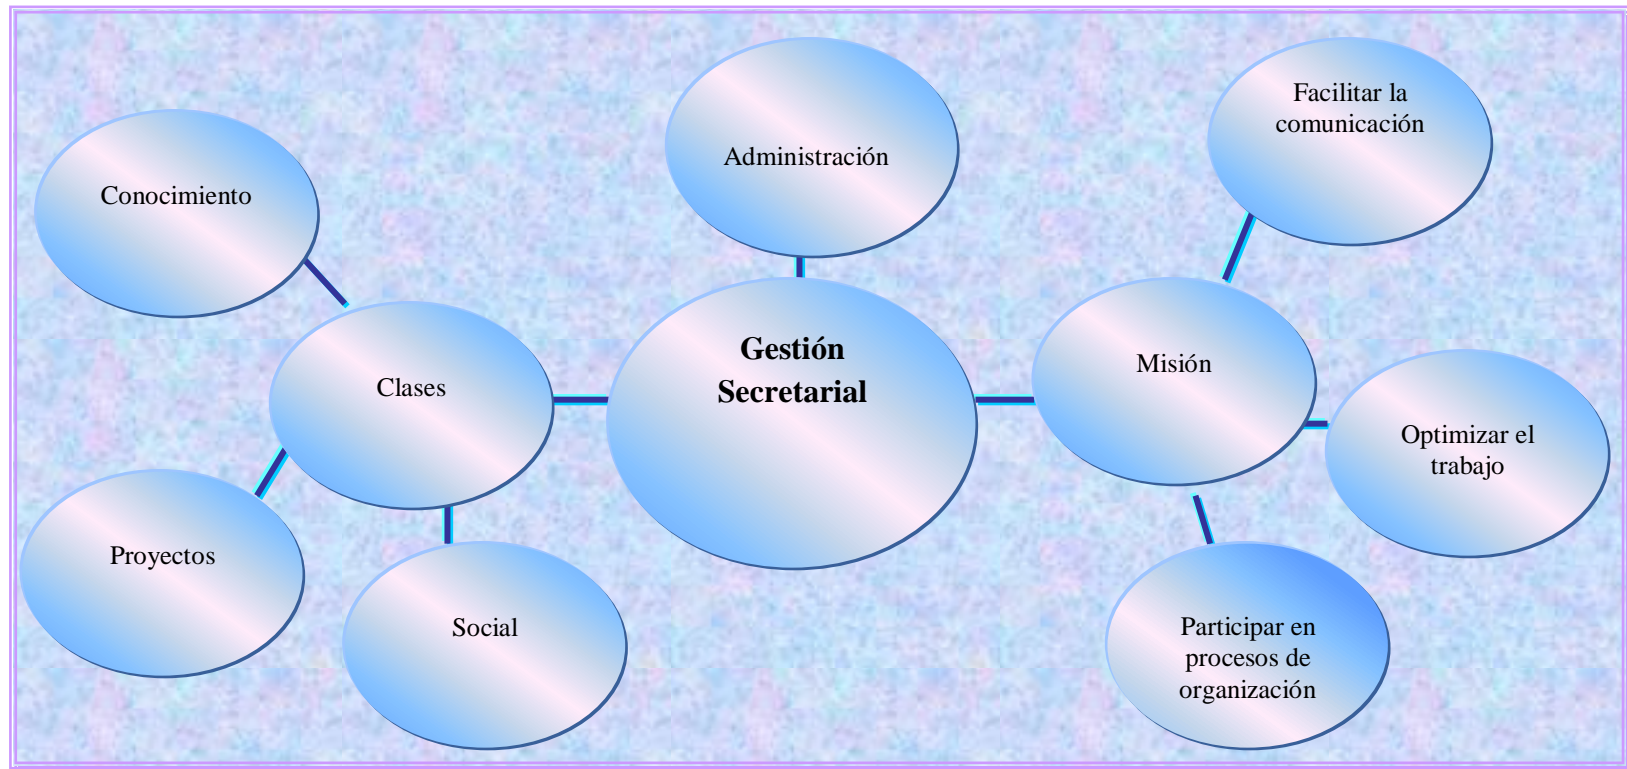 Administración
Facilitar la
comunicación
Conocimiento
Gestión
Secretarial
Clases
Misión
Optimizar el
trabajo
Proyectos
Social
Participar en
procesos de
organización